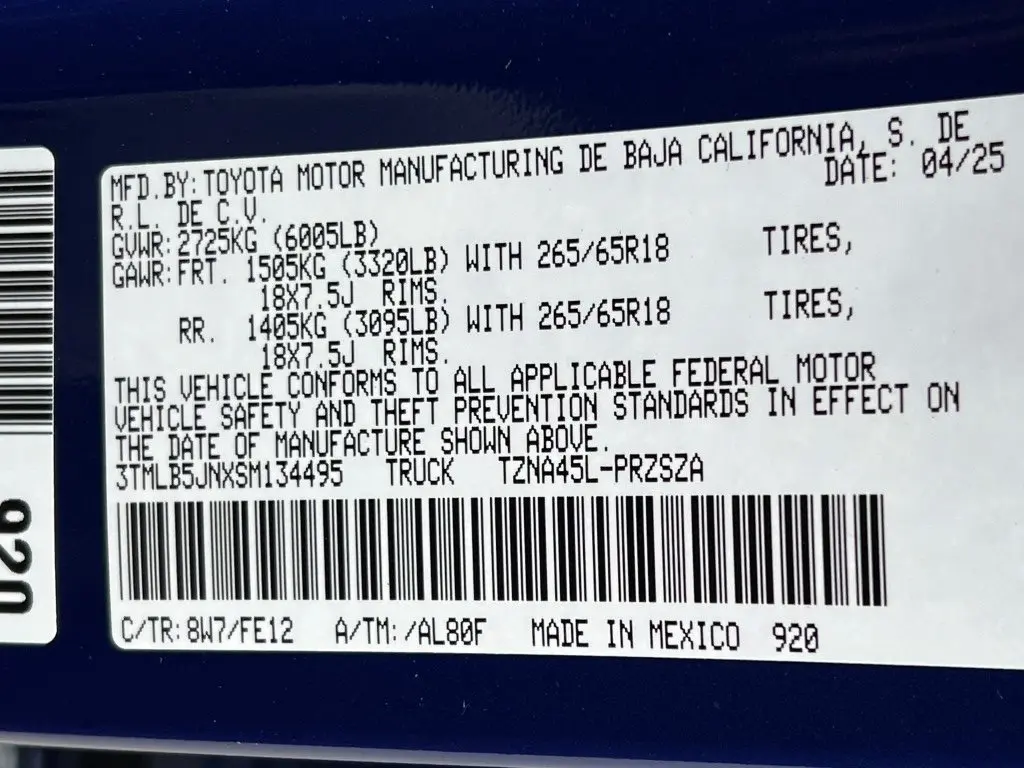 MFD.BY:TOYOTA MOTOR MANUFACTURING DE BAJA CALIFORNIA, S. DE
R.L. DE C.V. DATE: 04/25
GVWR:2725KG (6005LB)
GAWR:FRT. 1505KG (3320LB) WITH 265/65R18 TIRES,
18X7.5J RIMS.
RR. 1405KG (3095LB) WITH 265/65R18 TIRES,
18X7.5J RIMS.
THIS VEHICLE CONFORMS TO ALL APPLICABLE FEDERAL MOTOR
VEHICLE SAFETY AND THEFT PREVENTION STANDARDS IN EFFECT ON
THE DATE OF MANUFACTURE SHOWN ABOVE.
3TMLB5JNXSM134495 TRUCK TZNA45L-PRZSZA
C/TR:8W7/FE12 A/TM:/AL80F MADE IN MEXICO 920
920